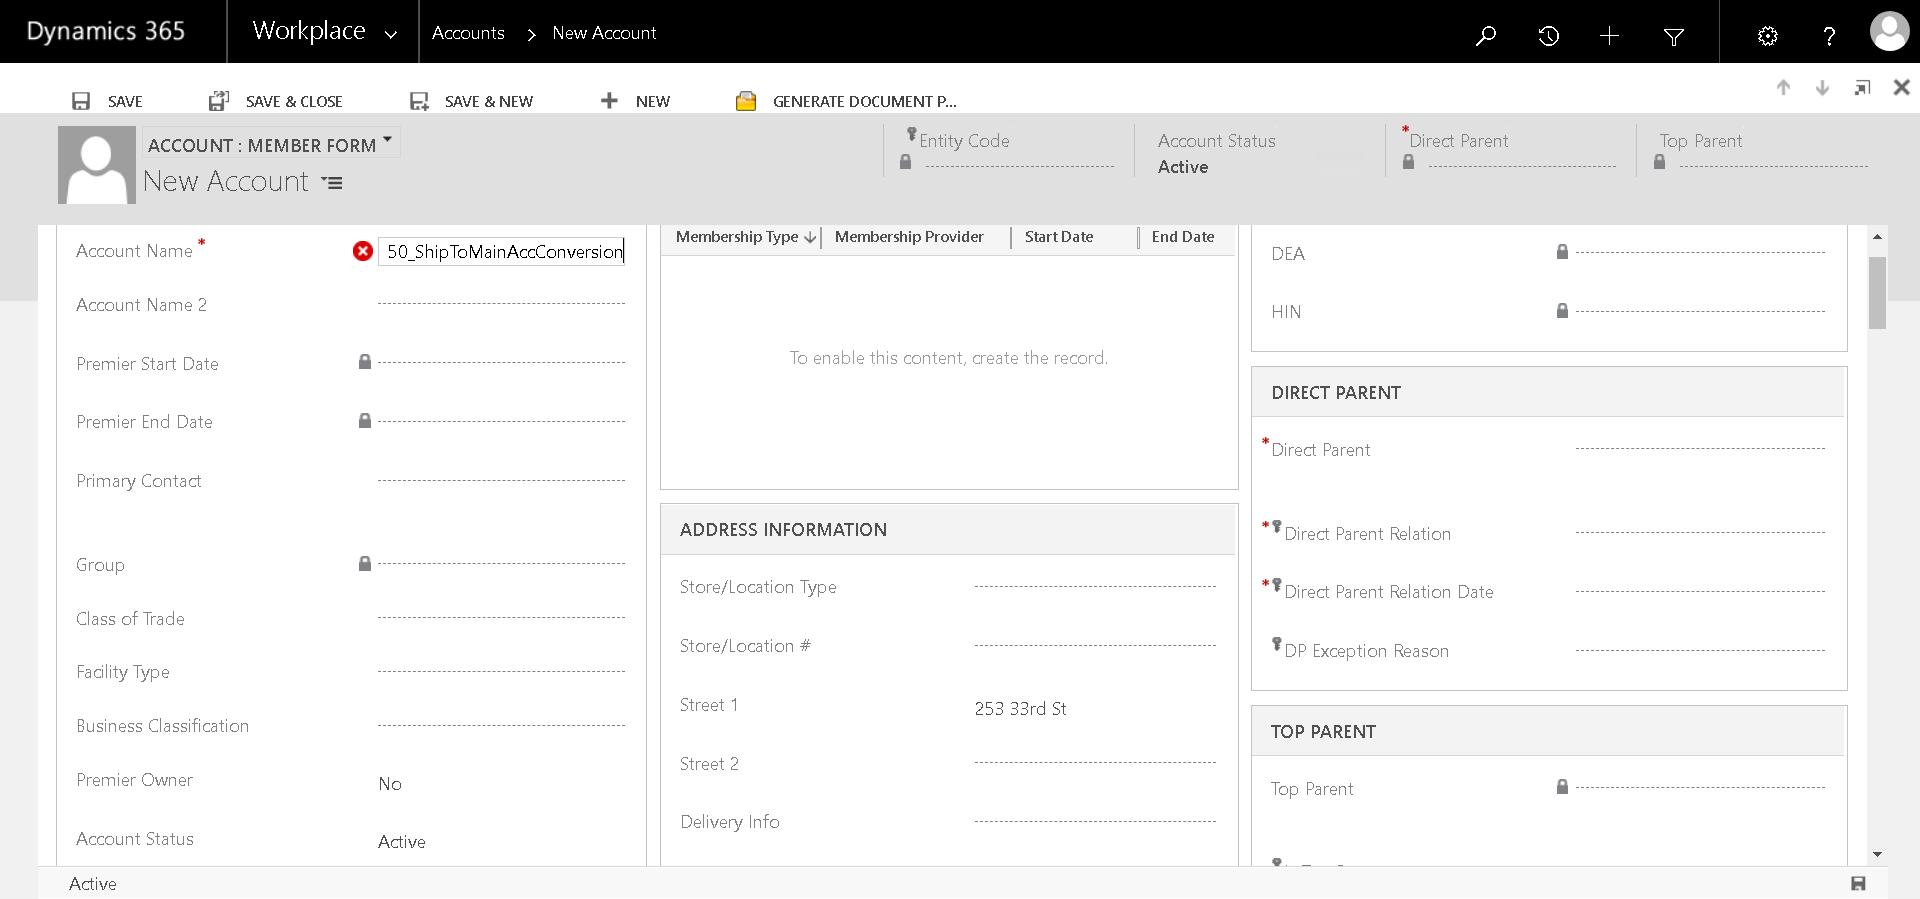 Dynamics 365
Workplace
Accounts > New Account
?
SAVE
SAVE & CLOSE
SAVE & NEW
NEW
GENERATE DOCUMENT P...
ACCOUNT : MEMBER FORM
New Account
Entity Code
Account Status
Active
*Direct Parent
Top Parent
Account Name *
50_ShipToMainAccConversion
Account Name 2
Premier Start Date
Premier End Date
Primary Contact
Group
Class of Trade
Facility Type
Business Classification
Premier Owner
No
Account Status
Active
Membership Type
Membership Provider
Start Date
End Date
To enable this content, create the record.
ADDRESS INFORMATION
Store/Location Type
Store/Location #
Street 1
253 33rd St
Street 2
Delivery Info
DEA
HIN
DIRECT PARENT
*Direct Parent
*Direct Parent Relation
*Direct Parent Relation Date
DP Exception Reason
TOP PARENT
Top Parent
Active